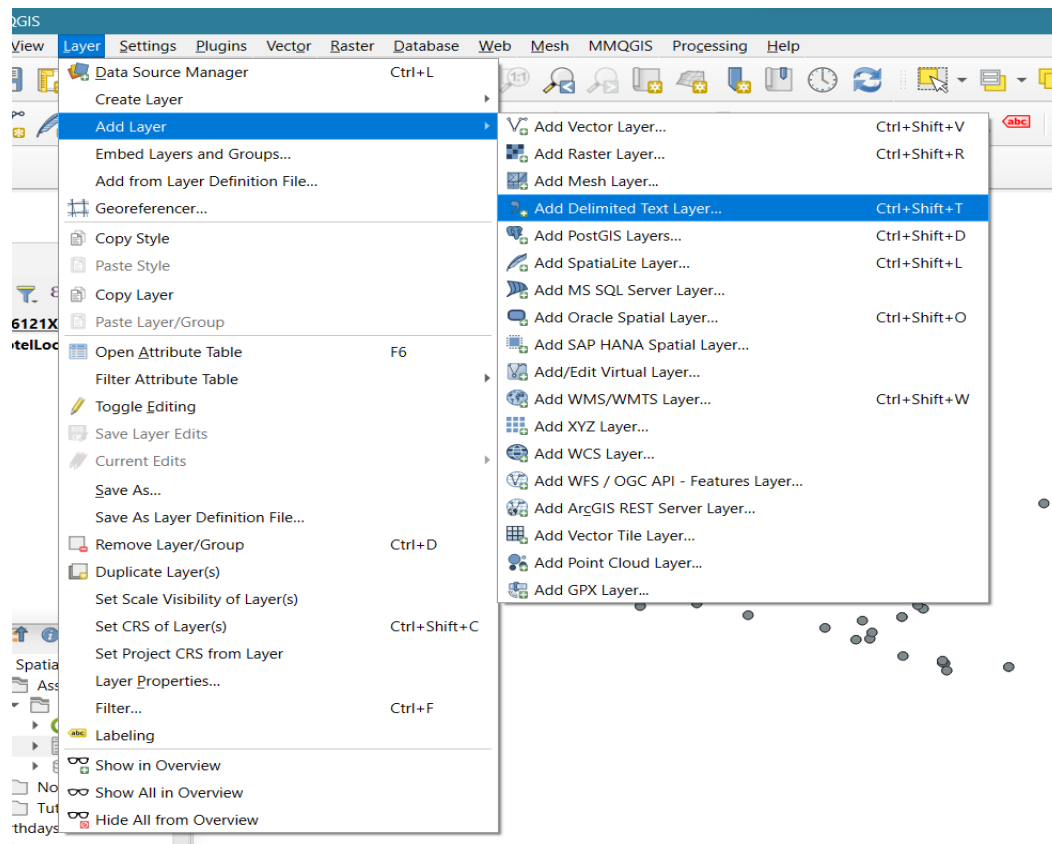 QGIS
View Layer Settings Plugins Vector Raster Database Web Mesh MMQGIS Processing Help
Data Source Manager Ctrl+L
Create Layer
Add Layer
Embed Layers and Groups...
Add from Layer Definition File...
Georeferencer...
Copy Style
Paste Style
Copy Layer
Paste Layer/Group
Open Attribute Table F6
Filter Attribute Table
Toggle Editing
Save Layer Edits
Current Edits
Save As...
Save As Layer Definition File...
Remove Layer/Group Ctrl+D
Duplicate Layer(s)
Set Scale Visibility of Layer(s)
Set CRS of Layer(s) Ctrl+Shift+C
Set Project CRS from Layer
Layer Properties...
Filter... Ctrl+F
abc Labeling
Show in Overview
Show All in Overview
Hide All from Overview
Add Vector Layer... Ctrl+Shift+V
Add Raster Layer... Ctrl+Shift+R
Add Mesh Layer...
Add Delimited Text Layer... Ctrl+Shift+T
Add PostGIS Layers... Ctrl+Shift+D
Add SpatiaLite Layer... Ctrl+Shift+L
Add MS SQL Server Layer...
Add Oracle Spatial Layer... Ctrl+Shift+O
Add SAP HANA Spatial Layer...
Add/Edit Virtual Layer...
Add WMS/WMTS Layer... Ctrl+Shift+W
Add XYZ Layer...
Add WCS Layer...
Add WFS / OGC API - Features Layer...
Add ArcGIS REST Server Layer...
Add Vector Tile Layer...
Add Point Cloud Layer...
Add GPX Layer...
1:1
abc
6121X
otelLoc
Spatia
Ass
No
Tut
rthdays